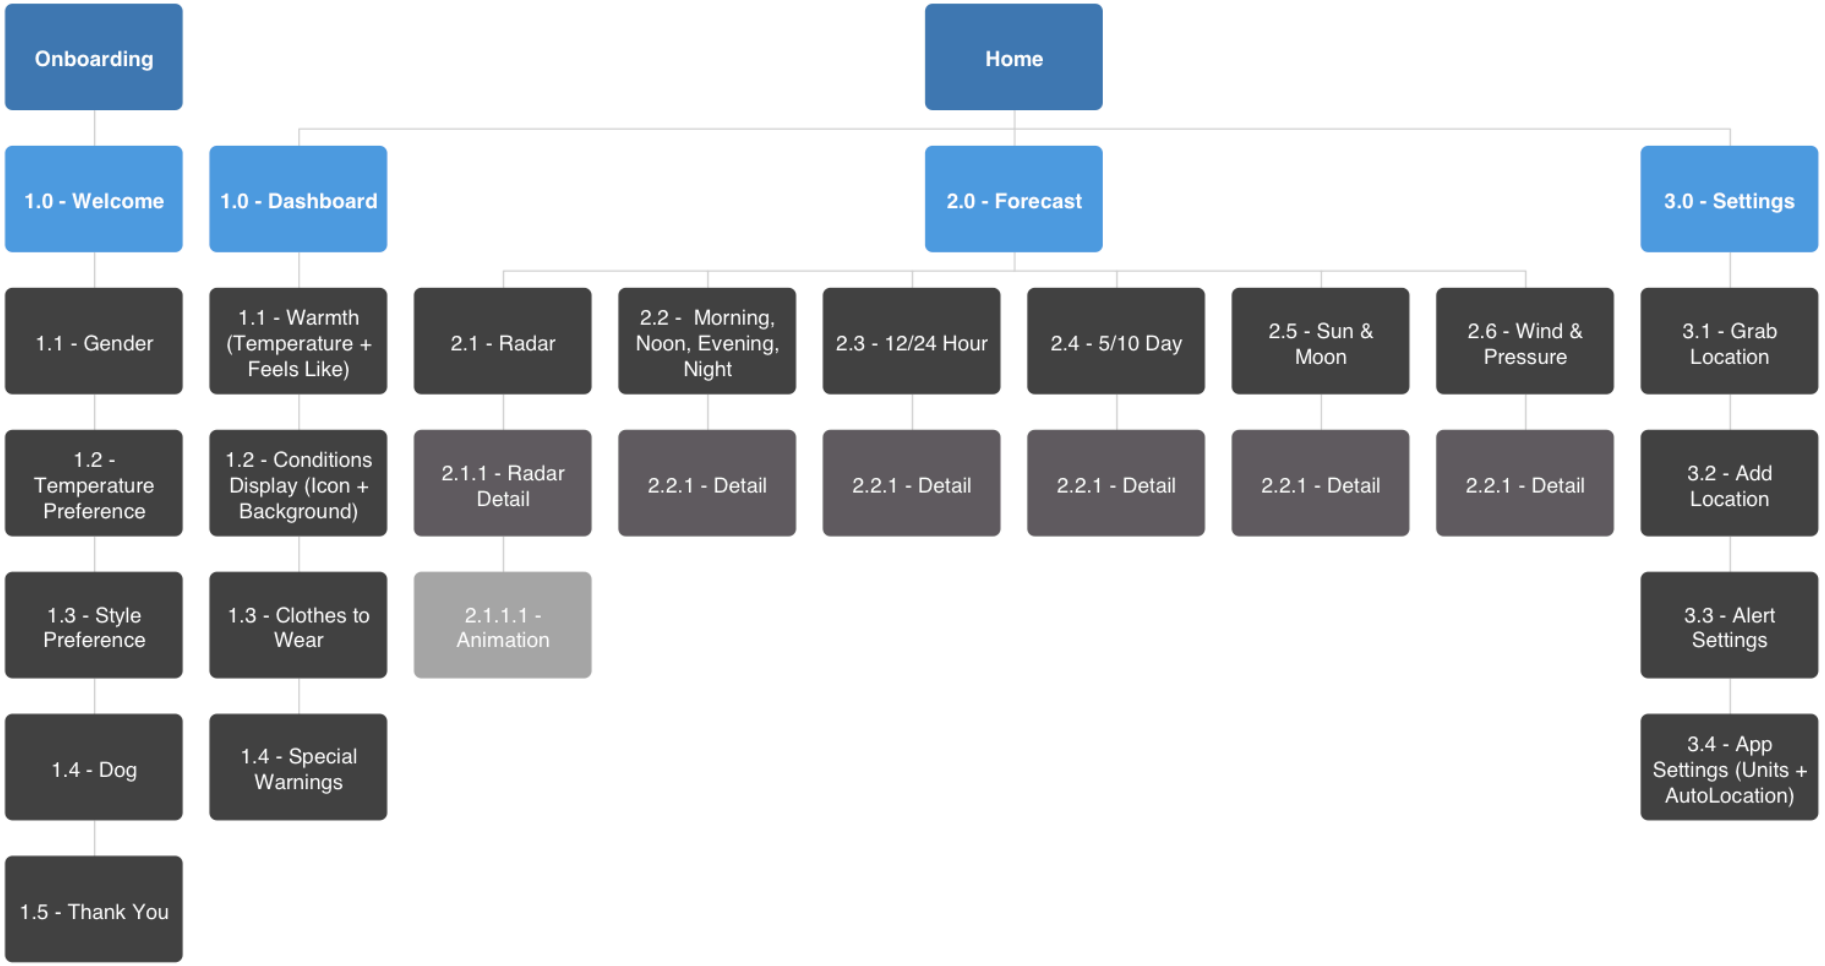 Onboarding
Home
1.0 - Welcome
1.0 - Dashboard
2.0 - Forecast
3.0 - Settings
1.1 - Gender
1.1 - Warmth
(Temperature +
Feels Like)
2.1 - Radar
2.2 -  Morning,
Noon, Evening,
Night
2.3 - 12/24 Hour
2.4 - 5/10 Day
2.5 - Sun &
Moon
2.6 - Wind &
Pressure
3.1 - Grab
Location
1.2 -
Temperature
Preference
1.2 - Conditions
Display (Icon +
Background)
2.1.1 - Radar
Detail
2.2.1 - Detail
2.2.1 - Detail
2.2.1 - Detail
2.2.1 - Detail
2.2.1 - Detail
3.2 - Add
Location
1.3 - Style
Preference
1.3 - Clothes to
Wear
2.1.1.1 -
Animation
3.3 - Alert
Settings
1.4 - Dog
1.4 - Special
Warnings
3.4 - App
Settings (Units +
AutoLocation)
1.5 - Thank You